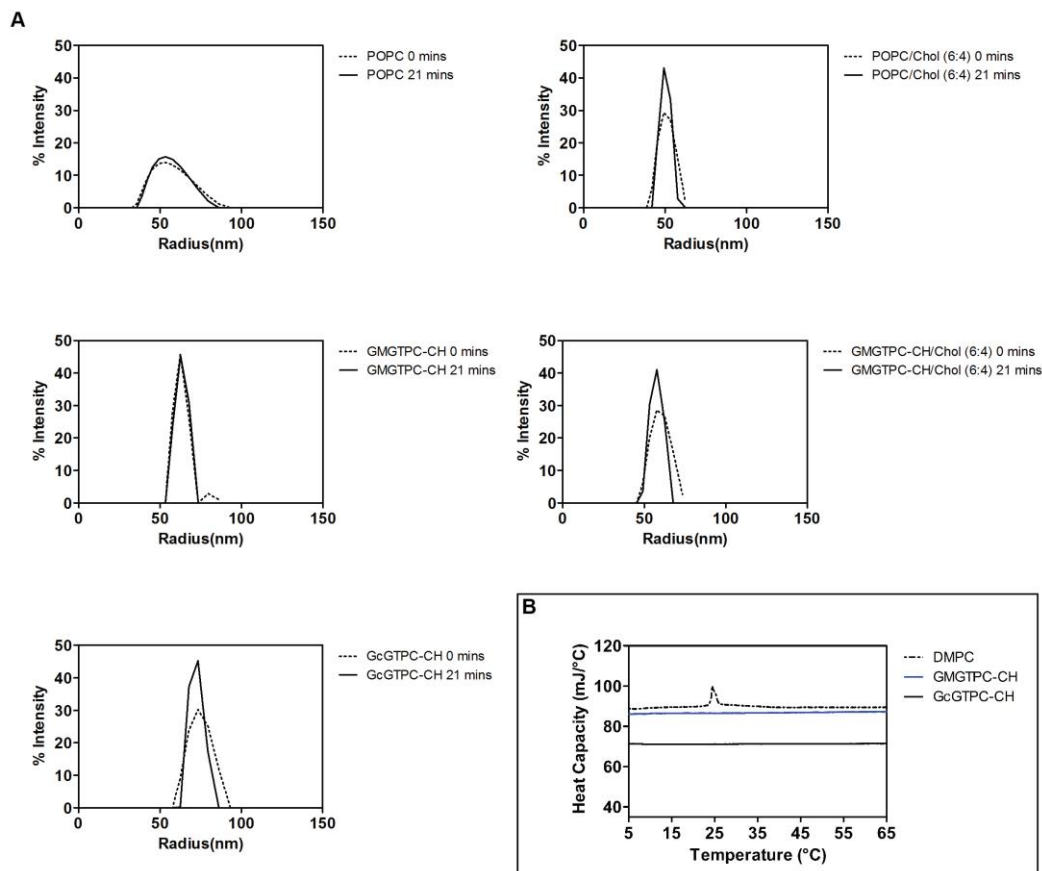 A
50
40
30
20
10
0
% Intensity
0 50 100 150
Radius(nm)
POPC 0 mins
POPC 21 mins
50
40
30
20
10
0
% Intensity
0 50 100 150
Radius(nm)
POPC/Chol (6:4) 0 mins
POPC/Chol (6:4) 21 mins
50
40
30
20
10
0
% Intensity
0 50 100 150
Radius(nm)
GMGTPC-CH 0 mins
GMGTPC-CH 21 mins
50
40
30
20
10
0
% Intensity
0 50 100 150
Radius(nm)
GMGTPC-CH/Chol (6:4) 0 mins
GMGTPC-CH/Chol (6:4) 21 mins
50
40
30
20
10
0
% Intensity
0 50 100 150
Radius(nm)
GcGTPC-CH 0 mins
GcGTPC-CH 21 mins
B
120
100
80
60
40
Heat Capacity (mJ/°C)
5 15 25 35 45 55 65
Temperature (°C)
DMPC
GMGTPC-CH
GcGTPC-CH